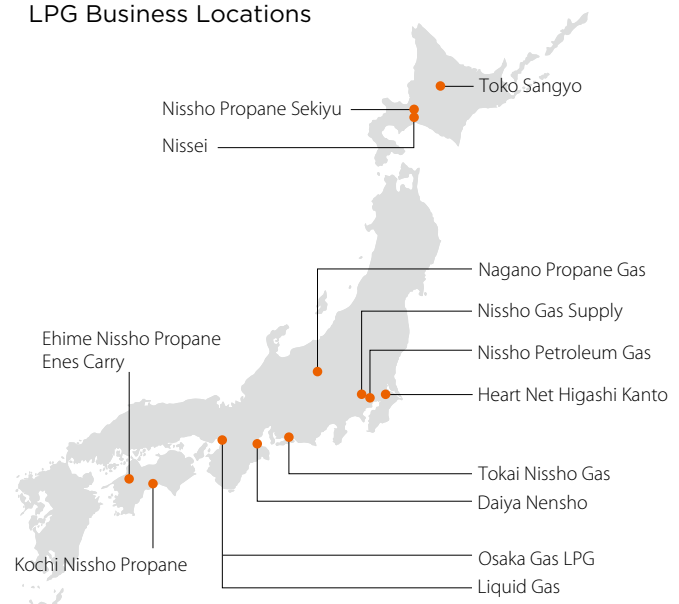 LPG Business Locations
Toko Sangyo
Nissho Propane Sekiyu
Nissei
Nagano Propane Gas
Nissho Gas Supply
Ehime Nissho Propane
Enes Carry
Nissho Petroleum Gas
Heart Net Higashi Kanto
Tokai Nissho Gas
Daiya Nensho
Kochi Nissho Propane
Osaka Gas LPG
Liquid Gas